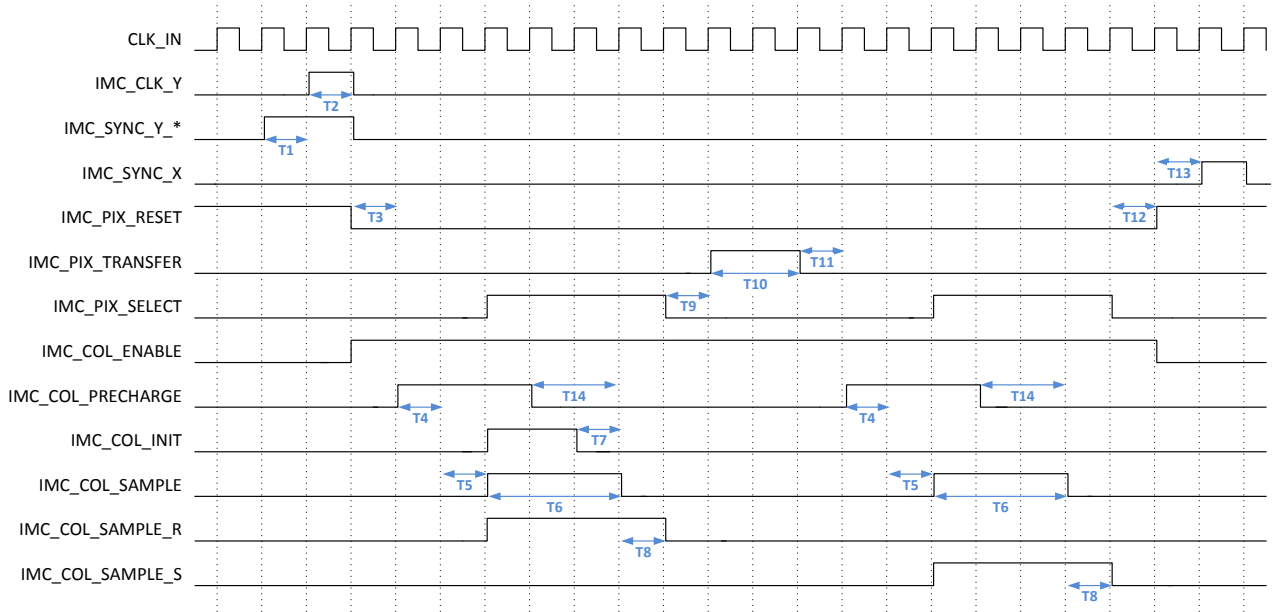 CLK_IN
IMC_CLK_Y
T2
IMC_SYNC_Y_*
T1
IMC_SYNC_X
T13
IMC_PIX_RESET
T3 T12
IMC_PIX_TRANSFER
T11
T10
IMC_PIX_SELECT
T9
IMC_COL_ENABLE
IMC_COL_PRECHARGE
T14 T14
T4 T4
IMC_COL_INIT
T7
IMC_COL_SAMPLE
T5 T5
T6 T6
IMC_COL_SAMPLE_R
T8
IMC_COL_SAMPLE_S
T8